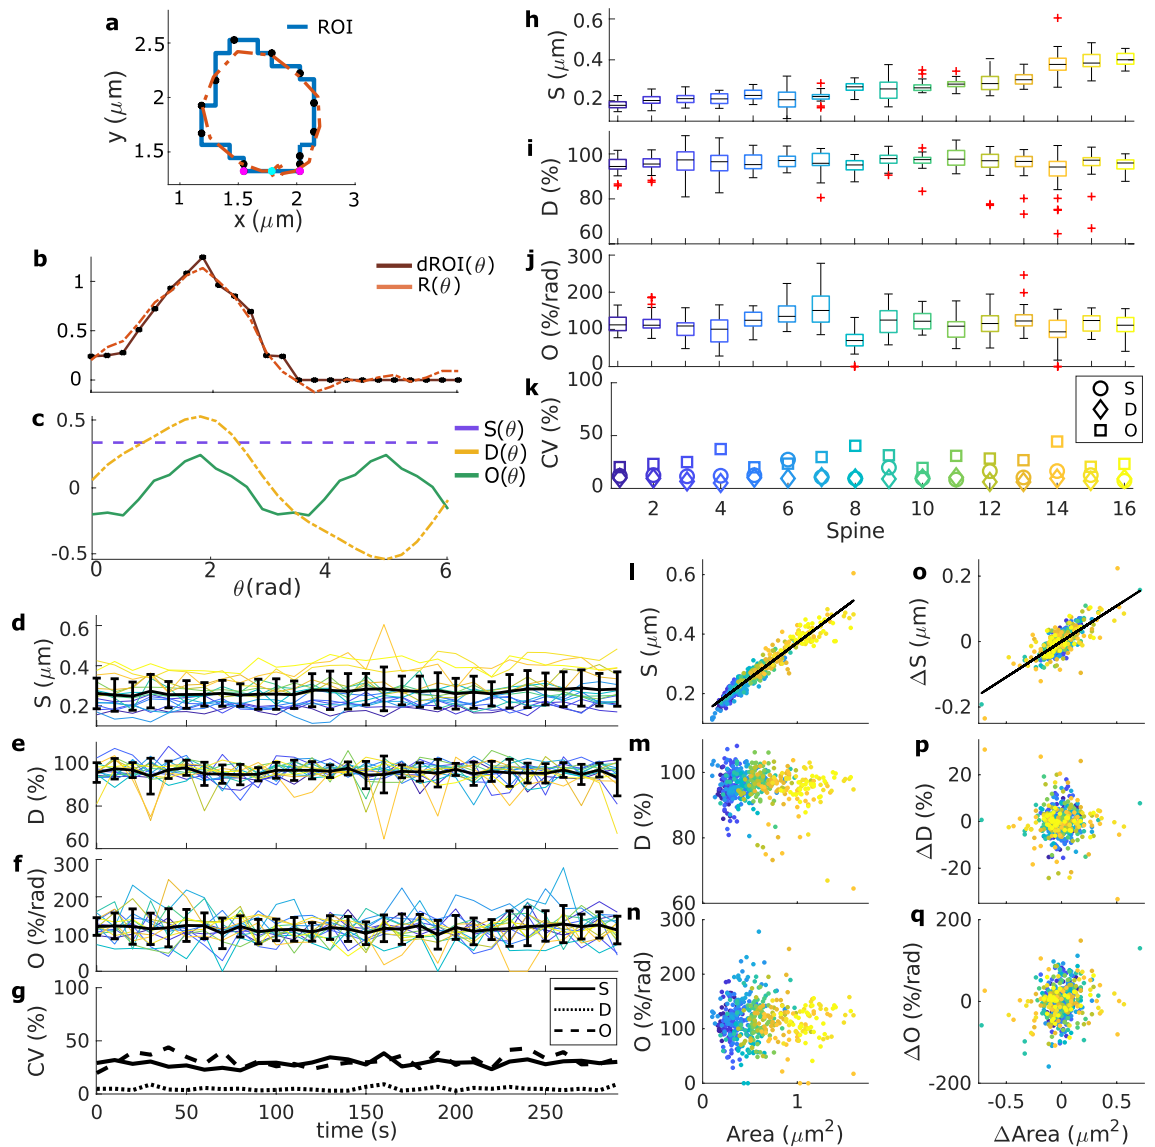 a
ROI
2.5
2
1.5
y (μm)
1
1.5
2
2.5
3
x (μm)
b
dROI(θ)
R(θ)
1
0.5
0
c
S(θ)
D(θ)
O(θ)
0.5
0
-0.5
0
2
4
6
θ(rad)
d
S (μm)
0.6
0.4
0.2
e
D (%)
100
80
60
f
O (%/rad)
300
200
100
0
g
CV (%)
100
50
0
S
D
O
0
50
100
150
200
250
time (s)
h
S (μm)
0.6
0.4
0.2
i
D (%)
100
80
60
j
O (%/rad)
300
200
100
0
k
CV (%)
100
50
0
S
D
O
2
4
6
8
10
12
14
16
Spine
l
S (μm)
0.6
0.4
0.2
m
D (%)
100
80
60
n
O (%/rad)
300
200
100
0
0
1
Area (μm²)
o
ΔS (μm)
0.2
0
-0.2
p
ΔD (%)
20
0
-20
q
ΔO (%/rad)
200
0
-200
-0.5
0
0.5
ΔArea (μm²)